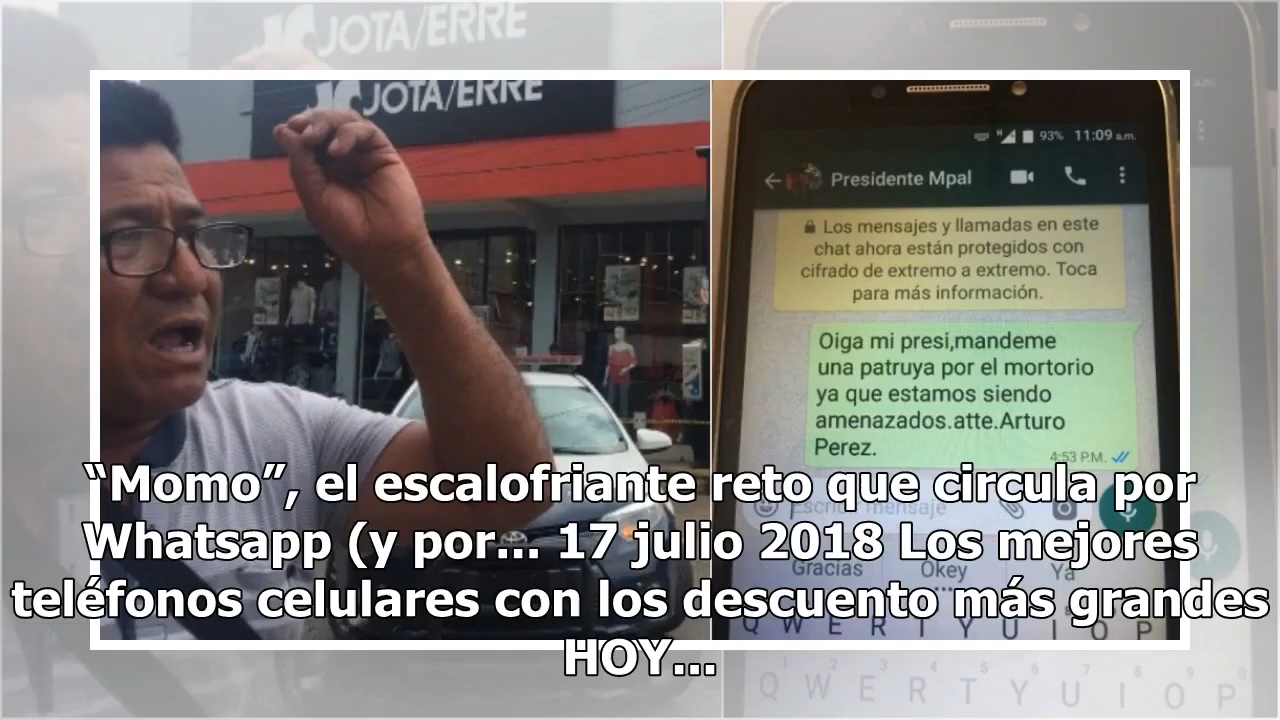 JOTA/ERRE
JOTA/ERRE
93% 11:09 a.m.
Presidente Mpal
Los mensajes y llamadas en este
chat ahora están protegidos con
cifrado de extremo a extremo. Toca
para más información.
Oiga mi presi,mandeme
una patruya por el mortorio
ya que estamos siendo
amenazados.atte.Arturo
Perez.
4:53 P.M.
“Momo”, el escalofriante reto que circula por
Whatsapp (y por... 17 julio 2018 Los mejores
teléfonos celulares con los descuento más grandes
HOY...
mensaje
Gracias Okey Ya
Q W E R T Y U I O P
Q W E R T Y U I O P